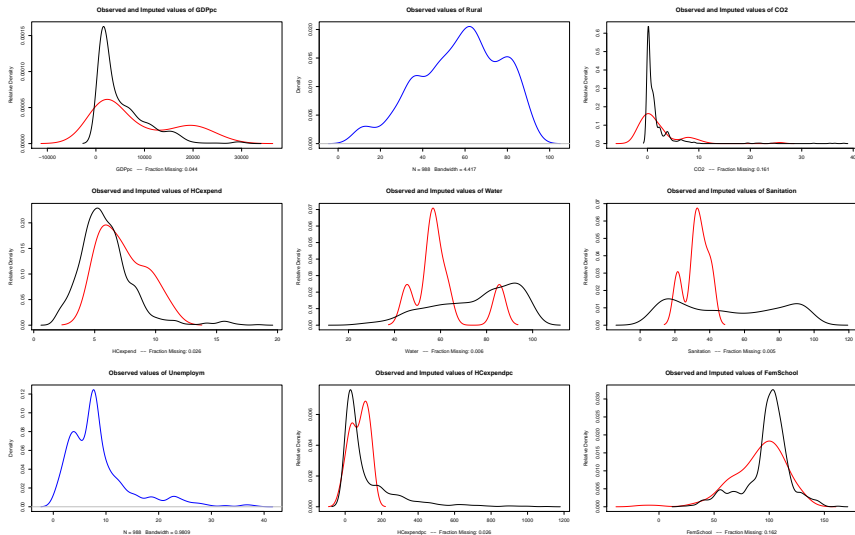 Observed and Imputed values of GDPpc
Relative Density
0.00000 0.00005 0.00010 0.00015
−10000 0 10000 20000 30000
GDPpc −− Fraction Missing: 0.044
Observed values of Rural
Density
0.000 0.005 0.010 0.015 0.020
0 20 40 60 80 100
N = 988 Bandwidth = 4.417
Observed and Imputed values of CO2
Relative Density
0.0 0.1 0.2 0.3 0.4 0.5 0.6
0 10 20 30 40
CO2 −− Fraction Missing: 0.161
Observed and Imputed values of HCexpend
Relative Density
0.00 0.05 0.10 0.15 0.20
0 5 10 15 20
HCexpend −− Fraction Missing: 0.026
Observed and Imputed values of Water
Relative Density
0.00 0.01 0.02 0.03 0.04 0.05 0.06 0.07
20 40 60 80 100
Water −− Fraction Missing: 0.006
Observed and Imputed values of Sanitation
Relative Density
0.00 0.01 0.02 0.03 0.04 0.05 0.06 0.07
0 20 40 60 80 100 120
Sanitation −− Fraction Missing: 0.005
Observed values of Unemploym
Density
0.00 0.02 0.04 0.06 0.08 0.10 0.12
0 10 20 30 40
N = 988 Bandwidth = 0.9809
Observed and Imputed values of HCexpendpc
Relative Density
0.000 0.002 0.004 0.006
0 200 400 600 800 1000 1200
HCexpendpc −− Fraction Missing: 0.026
Observed and Imputed values of FemSchool
Relative Density
0.000 0.005 0.010 0.015 0.020 0.025 0.030
0 50 100 150
FemSchool −− Fraction Missing: 0.162